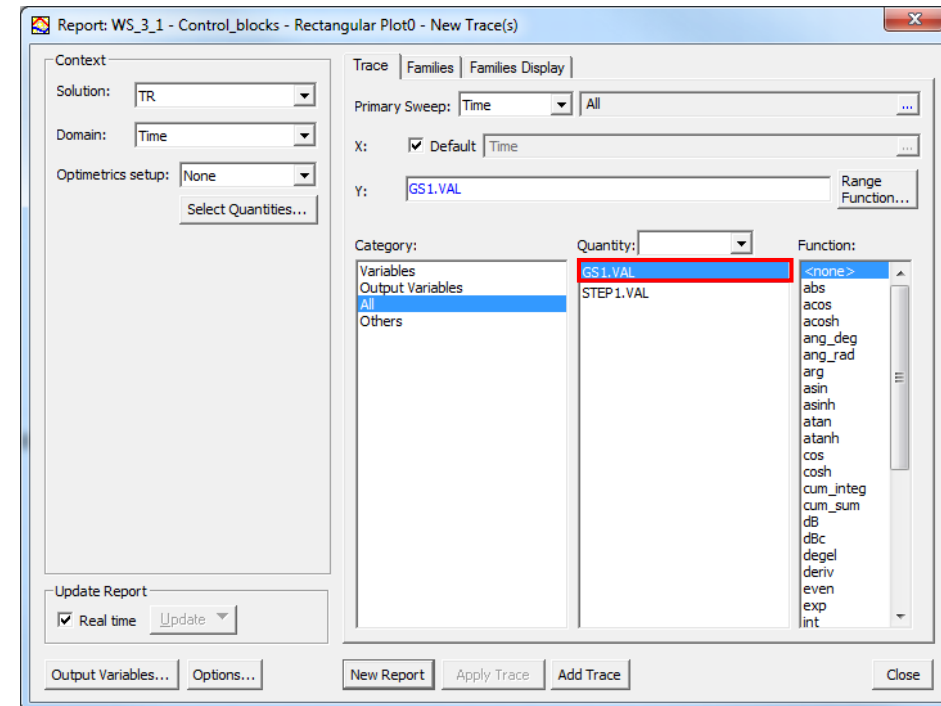 Report: WS_3_1 - Control_blocks - Rectangular Plot0 - New Trace(s)
Context
Solution: TR
Domain: Time
Optimetrics setup: None
Select Quantities...
Update Report
Real time Update
Output Variables... Options...
Trace Families Families Display
Primary Sweep: Time All ...
X: Default Time ...
Y: GS1.VAL Range Function...
Category:
Variables
Output Variables
All
Others
Quantity:
GS1.VAL
STEP1.VAL
Function:
<none>
abs
acos
acosh
ang_deg
ang_rad
arg
asin
asinh
atan
atanh
cos
cosh
cum_integ
cum_sum
dB
dBc
degel
deriv
even
exp
int
New Report Apply Trace Add Trace Close